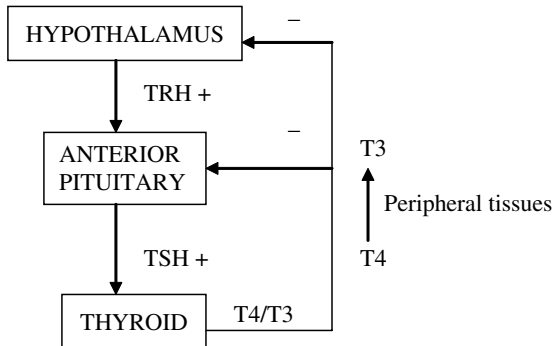 HYPOTHALAMUS
–
TRH +
–
ANTERIOR
PITUITARY
T3
Peripheral tissues
T4
TSH +
THYROID
T4/T3